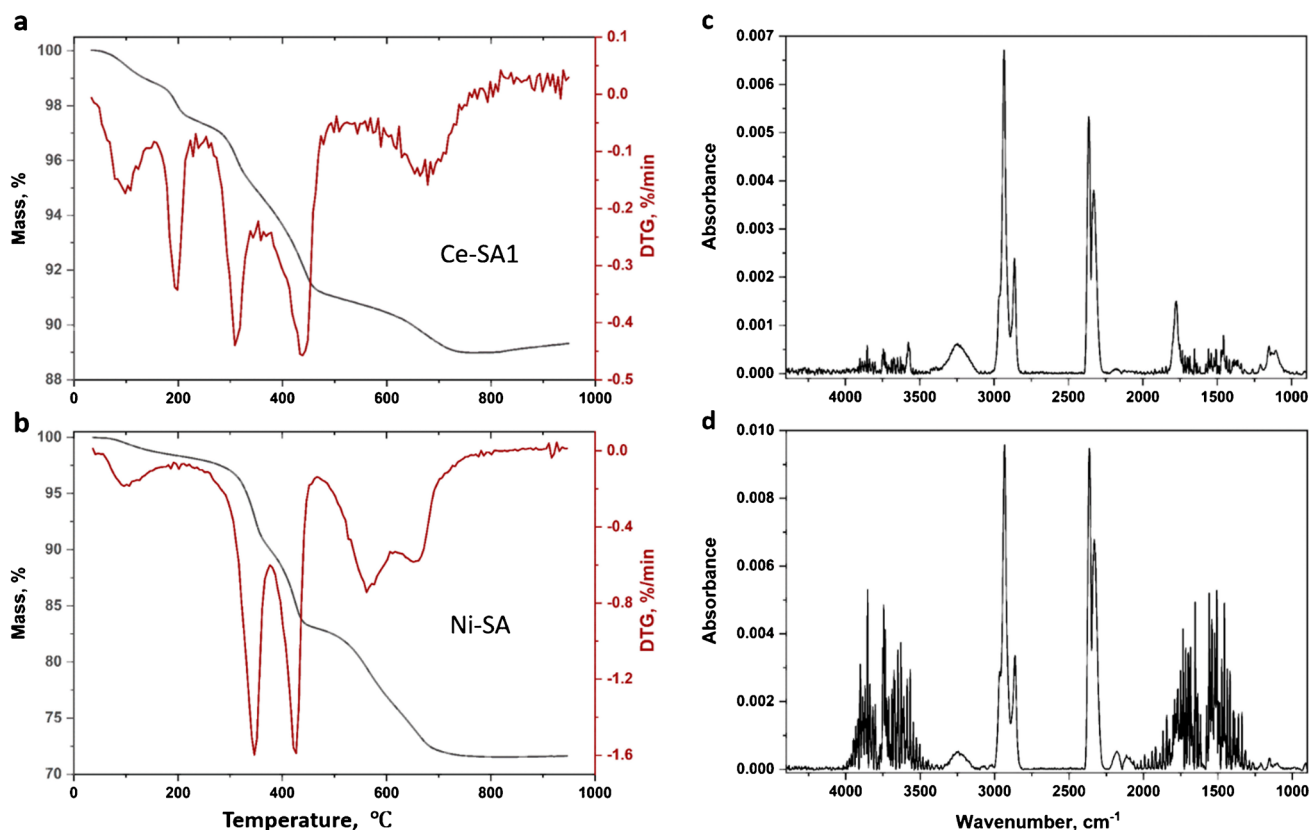 a
100
98
96
94
92
90
88
Mass, %
0.1
0.0
-0.1
-0.2
-0.3
-0.4
-0.5
DTG, %/min
Ce-SA1
0 200 400 600 800 1000
b
100
95
90
85
80
75
70
Mass, %
0.0
-0.4
-0.8
-1.2
-1.6
DTG, %/min
Ni-SA
0 200 400 600 800 1000
Temperature, °C
c
0.007
0.006
0.005
0.004
0.003
0.002
0.001
0.000
Absorbance
4000 3500 3000 2500 2000 1500 1000
d
0.010
0.008
0.006
0.004
0.002
0.000
Absorbance
4000 3500 3000 2500 2000 1500 1000
Wavenumber, cm-1